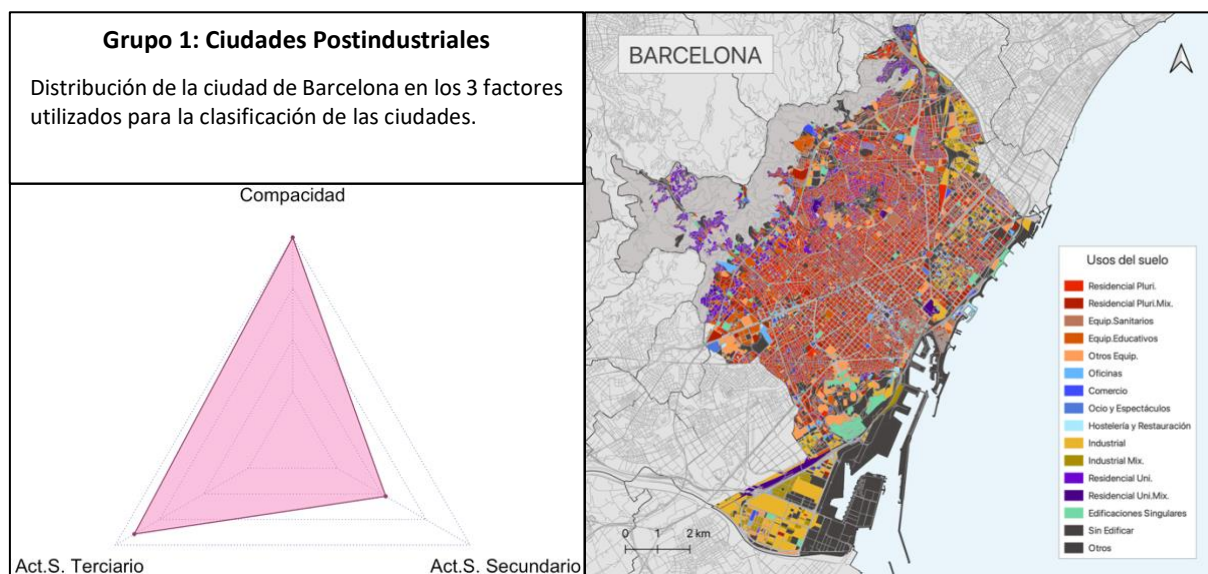 Grupo 1: Ciudades Postindustriales
Distribución de la ciudad de Barcelona en los 3 factores
utilizados para la clasificación de las ciudades.
Compacidad
Act.S. Terciario
Act.S. Secundario
BARCELONA
Usos del suelo
Residencial Pluri.
Residencial Pluri.Mix.
Equip.Sanitarios
Equip.Educativos
Otros Equip.
Oficinas
Comercio
Ocio y Espectáculos
Hostelería y Restauración
Industrial
Industrial Mix.
Residencial Uni.
Residencial Uni.Mix.
Edificaciones Singulares
Sin Edificar
Otros
0 1 2 km